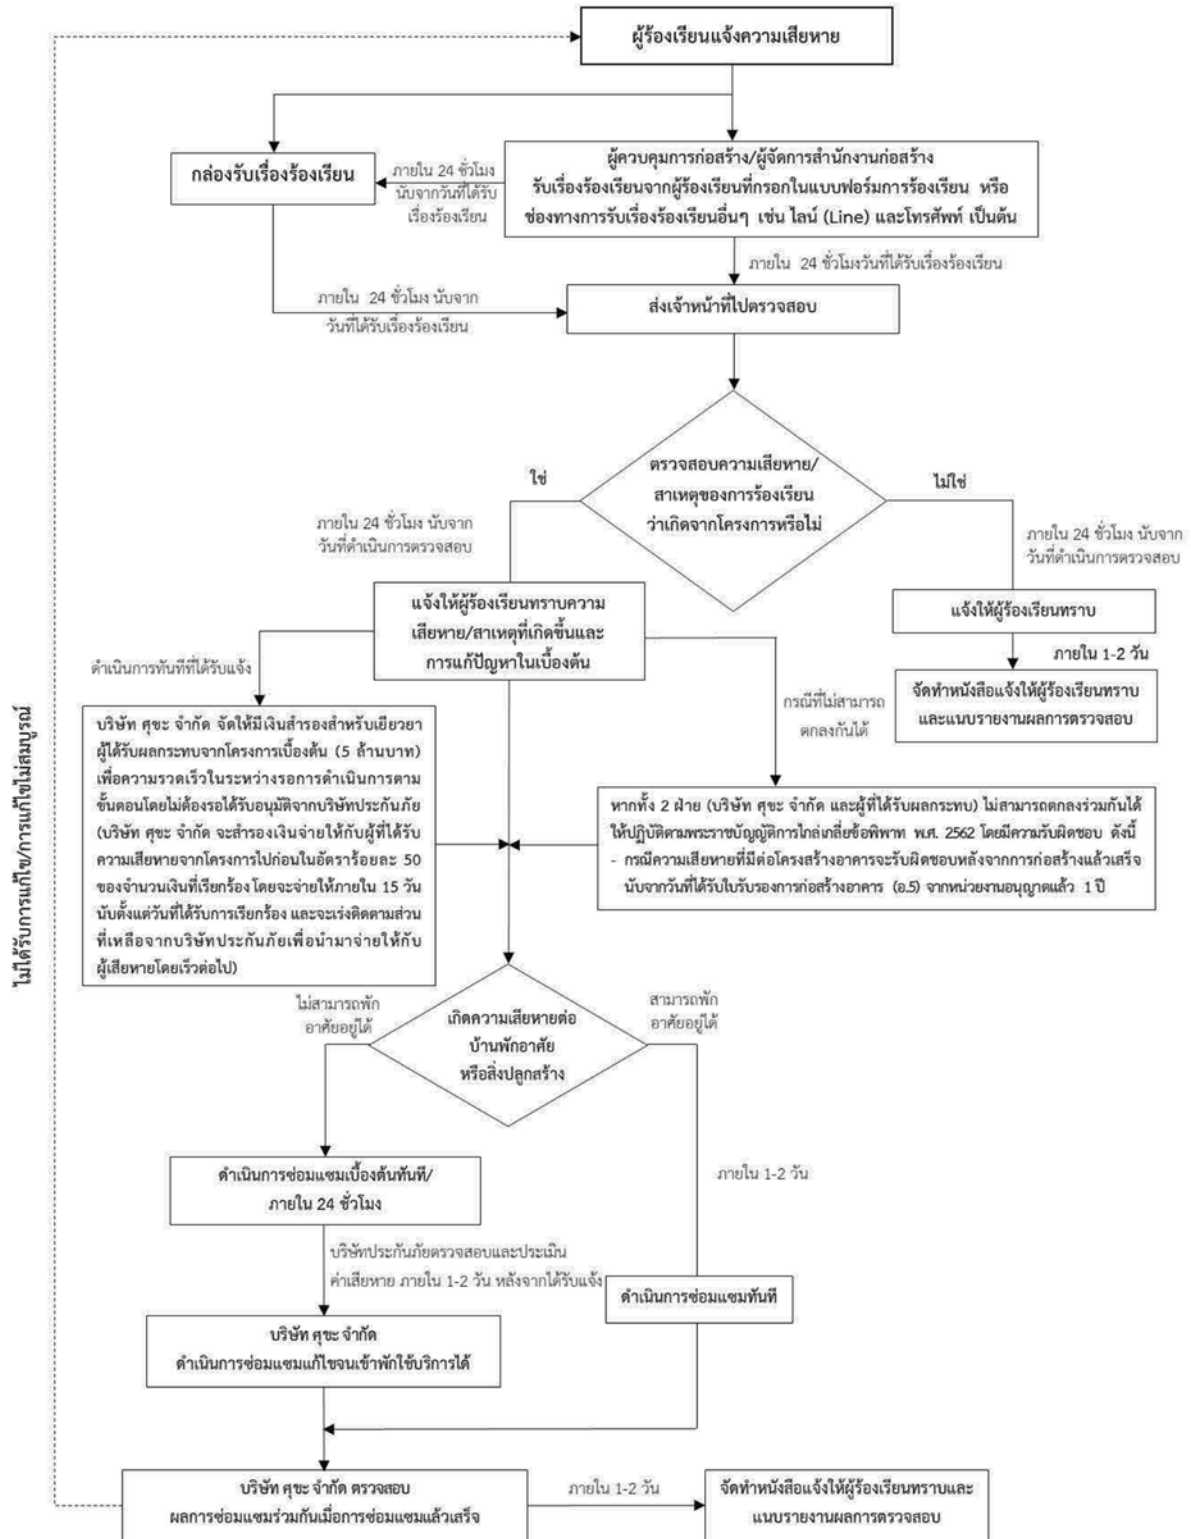 ผู้ร้องเรียนแจ้งความเสียหาย
กล่องรับเรื่องร้องเรียน
ภายใน 24 ชั่วโมง
นับจากวันที่ได้รับ
เรื่องร้องเรียน
ผู้ควบคุมการก่อสร้าง/ผู้จัดการสำนักงานก่อสร้าง
รับเรื่องร้องเรียนจากผู้ร้องเรียนที่กรอกในแบบฟอร์มการร้องเรียน หรือ
ช่องทางการรับเรื่องร้องเรียนอื่นๆ เช่น ไลน์ (Line) และโทรศัพท์ เป็นต้น
ภายใน 24 ชั่วโมงวันที่ได้รับเรื่องร้องเรียน
ภายใน 24 ชั่วโมง นับจาก
วันที่ได้รับเรื่องร้องเรียน
ส่งเจ้าหน้าที่ไปตรวจสอบ
ตรวจสอบความเสียหาย/
สาเหตุของการร้องเรียน
ว่าเกิดจากโครงการหรือไม่
ใช่
ไม่ใช่
ภายใน 24 ชั่วโมง นับจาก
วันที่ดำเนินการตรวจสอบ
ภายใน 24 ชั่วโมง นับจาก
วันที่ดำเนินการตรวจสอบ
แจ้งให้ผู้ร้องเรียนทราบความ
เสียหาย/สาเหตุที่เกิดขึ้นและ
การแก้ปัญหาในเบื้องต้น
แจ้งให้ผู้ร้องเรียนทราบ
ภายใน 1-2 วัน
จัดทำหนังสือแจ้งให้ผู้ร้องเรียนทราบ
และแนบรายงานผลการตรวจสอบ
ดำเนินการทันทีที่ได้รับแจ้ง
กรณีที่ไม่สามารถ
ตกลงกันได้
บริษัท ศุขะ จำกัด จัดให้มีเงินสำรองสำหรับเยียวยา
ผู้ได้รับผลกระทบจากโครงการเบื้องต้น (5 ล้านบาท)
เพื่อความรวดเร็วในระหว่างรอการดำเนินการตาม
ขั้นตอนโดยไม่ต้องรอได้รับอนุมัติจากบริษัทประกันภัย
(บริษัท ศุขะ จำกัด จะสำรองเงินจ่ายให้กับผู้ที่ได้รับ
ความเสียหายจากโครงการไปก่อนในอัตราร้อยละ 50
ของจำนวนเงินที่เรียกร้อง โดยจะจ่ายให้ภายใน 15 วัน
นับตั้งแต่วันที่ได้รับการเรียกร้อง และจะเร่งติดตามส่วน
ที่เหลือจากบริษัทประกันภัยเพื่อนำมาจ่ายให้กับ
ผู้เสียหายโดยเร็วต่อไป)
หากทั้ง 2 ฝ่าย (บริษัท ศุขะ จำกัด และผู้ที่ได้รับผลกระทบ) ไม่สามารถตกลงร่วมกันได้
ให้ปฏิบัติตามพระราชบัญญัติการไกล่เกลี่ยข้อพิพาท พ.ศ. 2562 โดยมีความรับผิดชอบ ดังนี้
- กรณีความเสียหายที่มีต่อโครงสร้างอาคารจะรับผิดชอบหลังจากการก่อสร้างแล้วเสร็จ
นับจากวันที่ได้รับใบรับรองการก่อสร้างอาคาร (อ.5) จากหน่วยงานอนุญาตแล้ว 1 ปี
ไม่ได้รับการแก้ไข/การแก้ไขไม่สมบูรณ์
ไม่สามารถพัก
อาศัยอยู่ได้
เกิดความเสียหายต่อ
บ้านพักอาศัย
หรือสิ่งปลูกสร้าง
สามารถพัก
อาศัยอยู่ได้
ดำเนินการซ่อมแซมเบื้องต้นทันที/
ภายใน 24 ชั่วโมง
ภายใน 1-2 วัน
บริษัทประกันภัยตรวจสอบและประเมิน
ค่าเสียหาย ภายใน 1-2 วัน หลังจากได้รับแจ้ง
ดำเนินการซ่อมแซมทันที
บริษัท ศุขะ จำกัด
ดำเนินการซ่อมแซมแก้ไขจนเข้าพักใช้บริการได้
บริษัท ศุขะ จำกัด ตรวจสอบ
ผลการซ่อมแซมร่วมกันเมื่อการซ่อมแซมแล้วเสร็จ
ภายใน 1-2 วัน
จัดทำหนังสือแจ้งให้ผู้ร้องเรียนทราบและ
แนบรายงานผลการตรวจสอบ